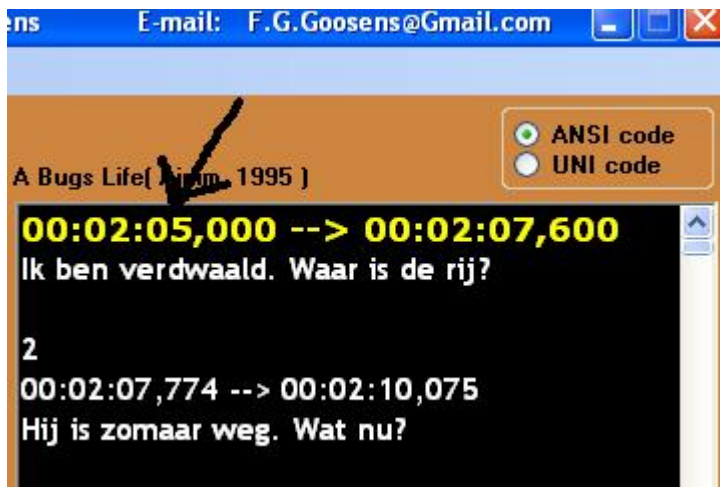 ens E-mail: F.G.Goosens@Gmail.com
ANSI code
UNI code
A Bugs Life( 1995 )
00:02:05,000 --> 00:02:07,600
Ik ben verdwaald. Waar is de rij?
2
00:02:07,774 --> 00:02:10,075
Hij is zomaar weg. Wat nu?